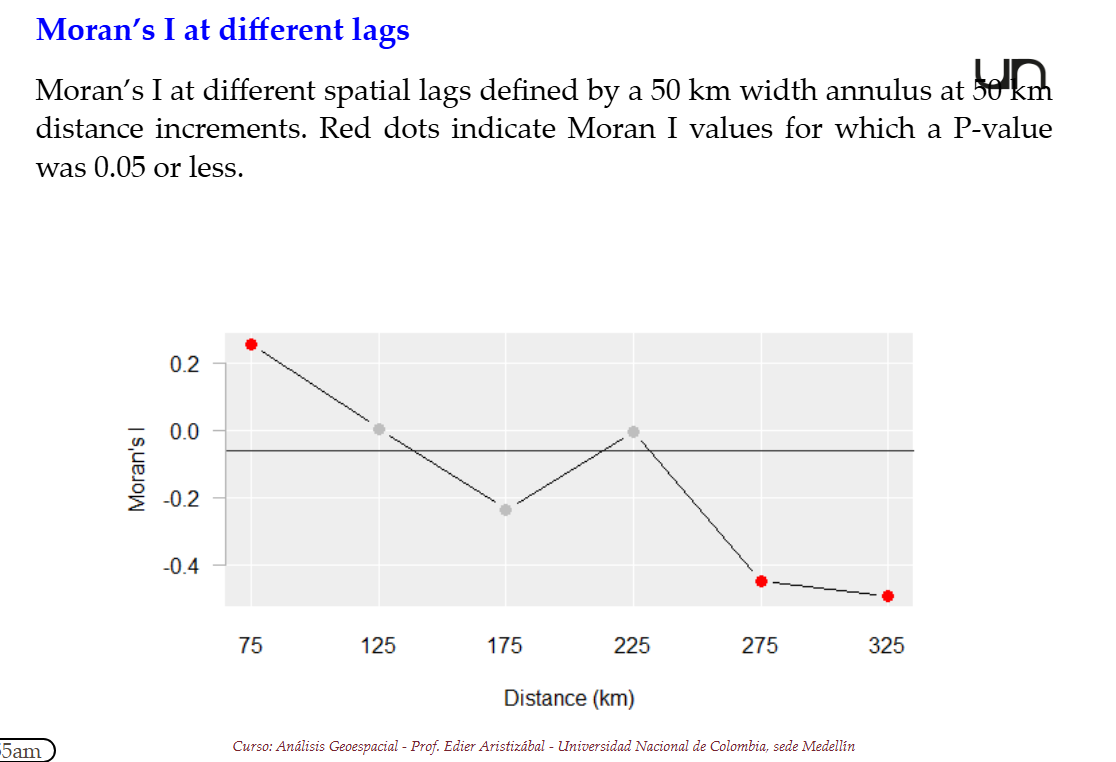 Moran's I at different lags
un
Moran's I at different spatial lags defined by a 50 km width annulus at 50 km
distance increments. Red dots indicate Moran I values for which a P-value
was 0.05 or less.
0.2
0.0
-0.2
-0.4
Moran's I
75 125 175 225 275 325
Distance (km)
5am
Curso: Análisis Geoespacial - Prof. Edier Aristizábal - Universidad Nacional de Colombia, sede Medellín